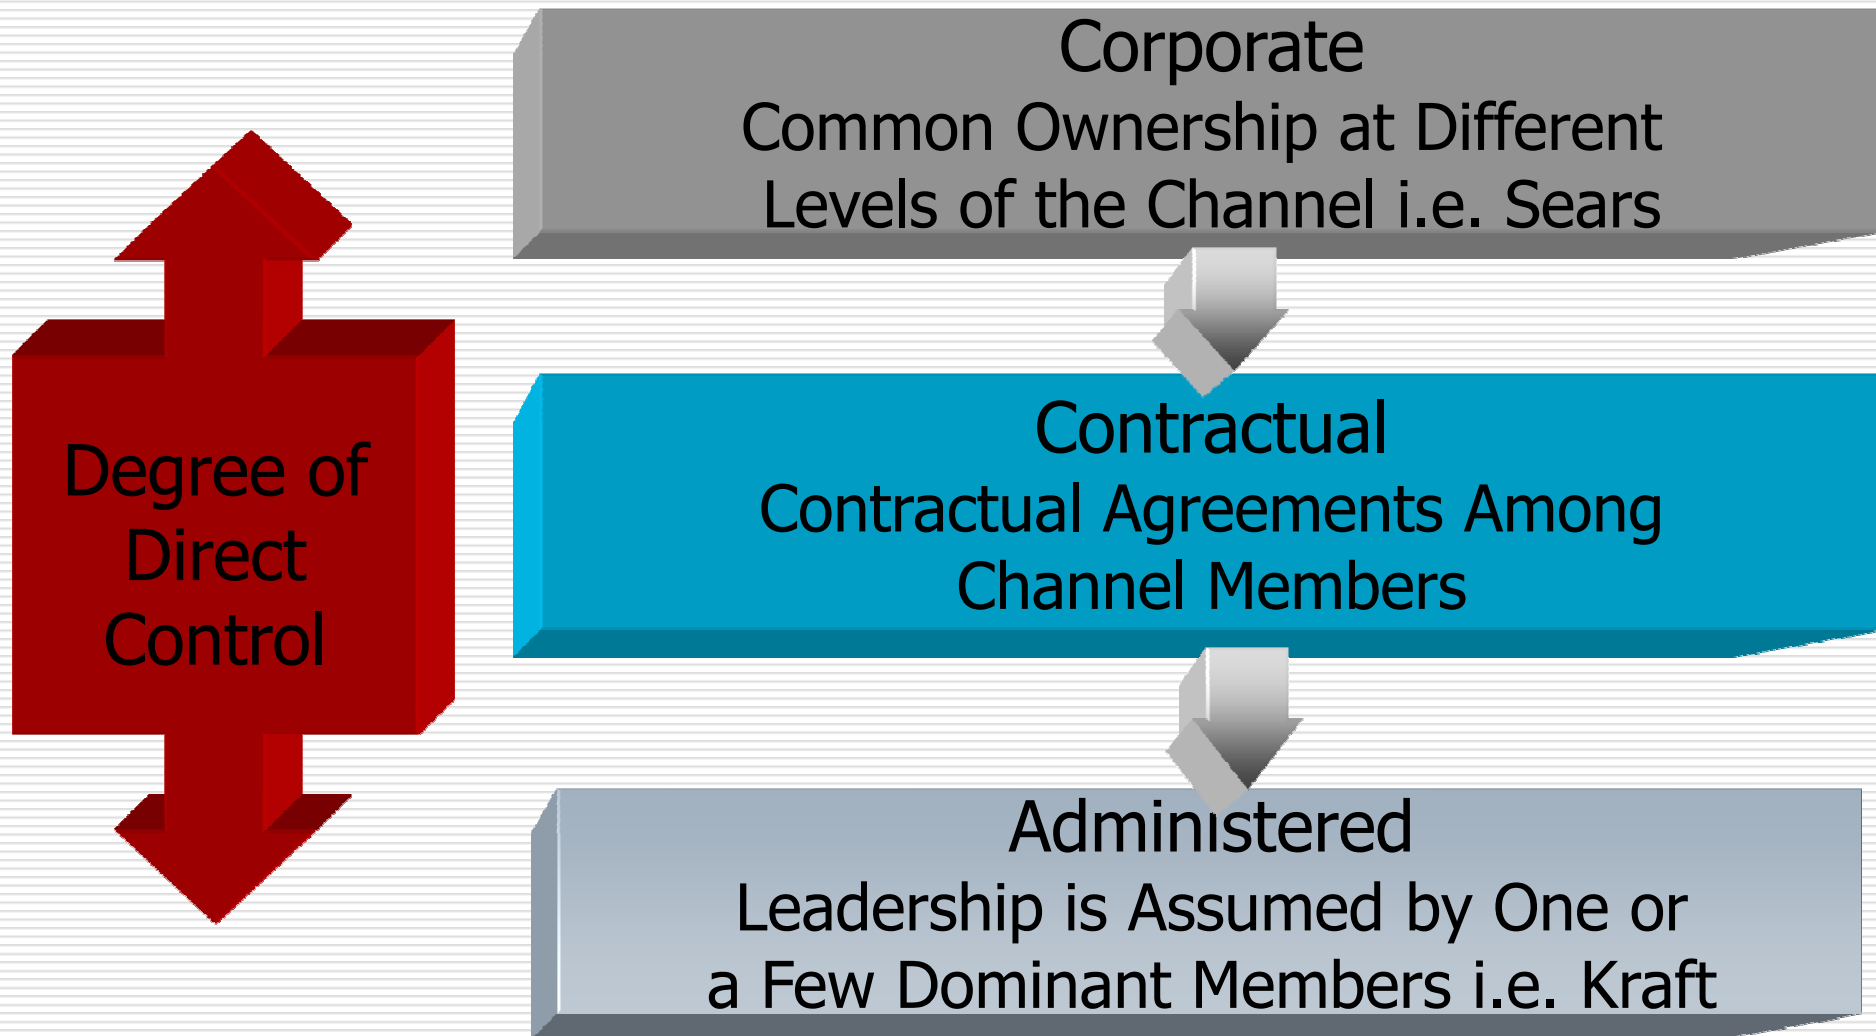 Corporate
Common Ownership at Different
Levels of the Channel i.e. Sears
Degree of
Direct
Control
Contractual
Contractual Agreements Among
Channel Members
Administered
Leadership is Assumed by One or
a Few Dominant Members i.e. Kraft